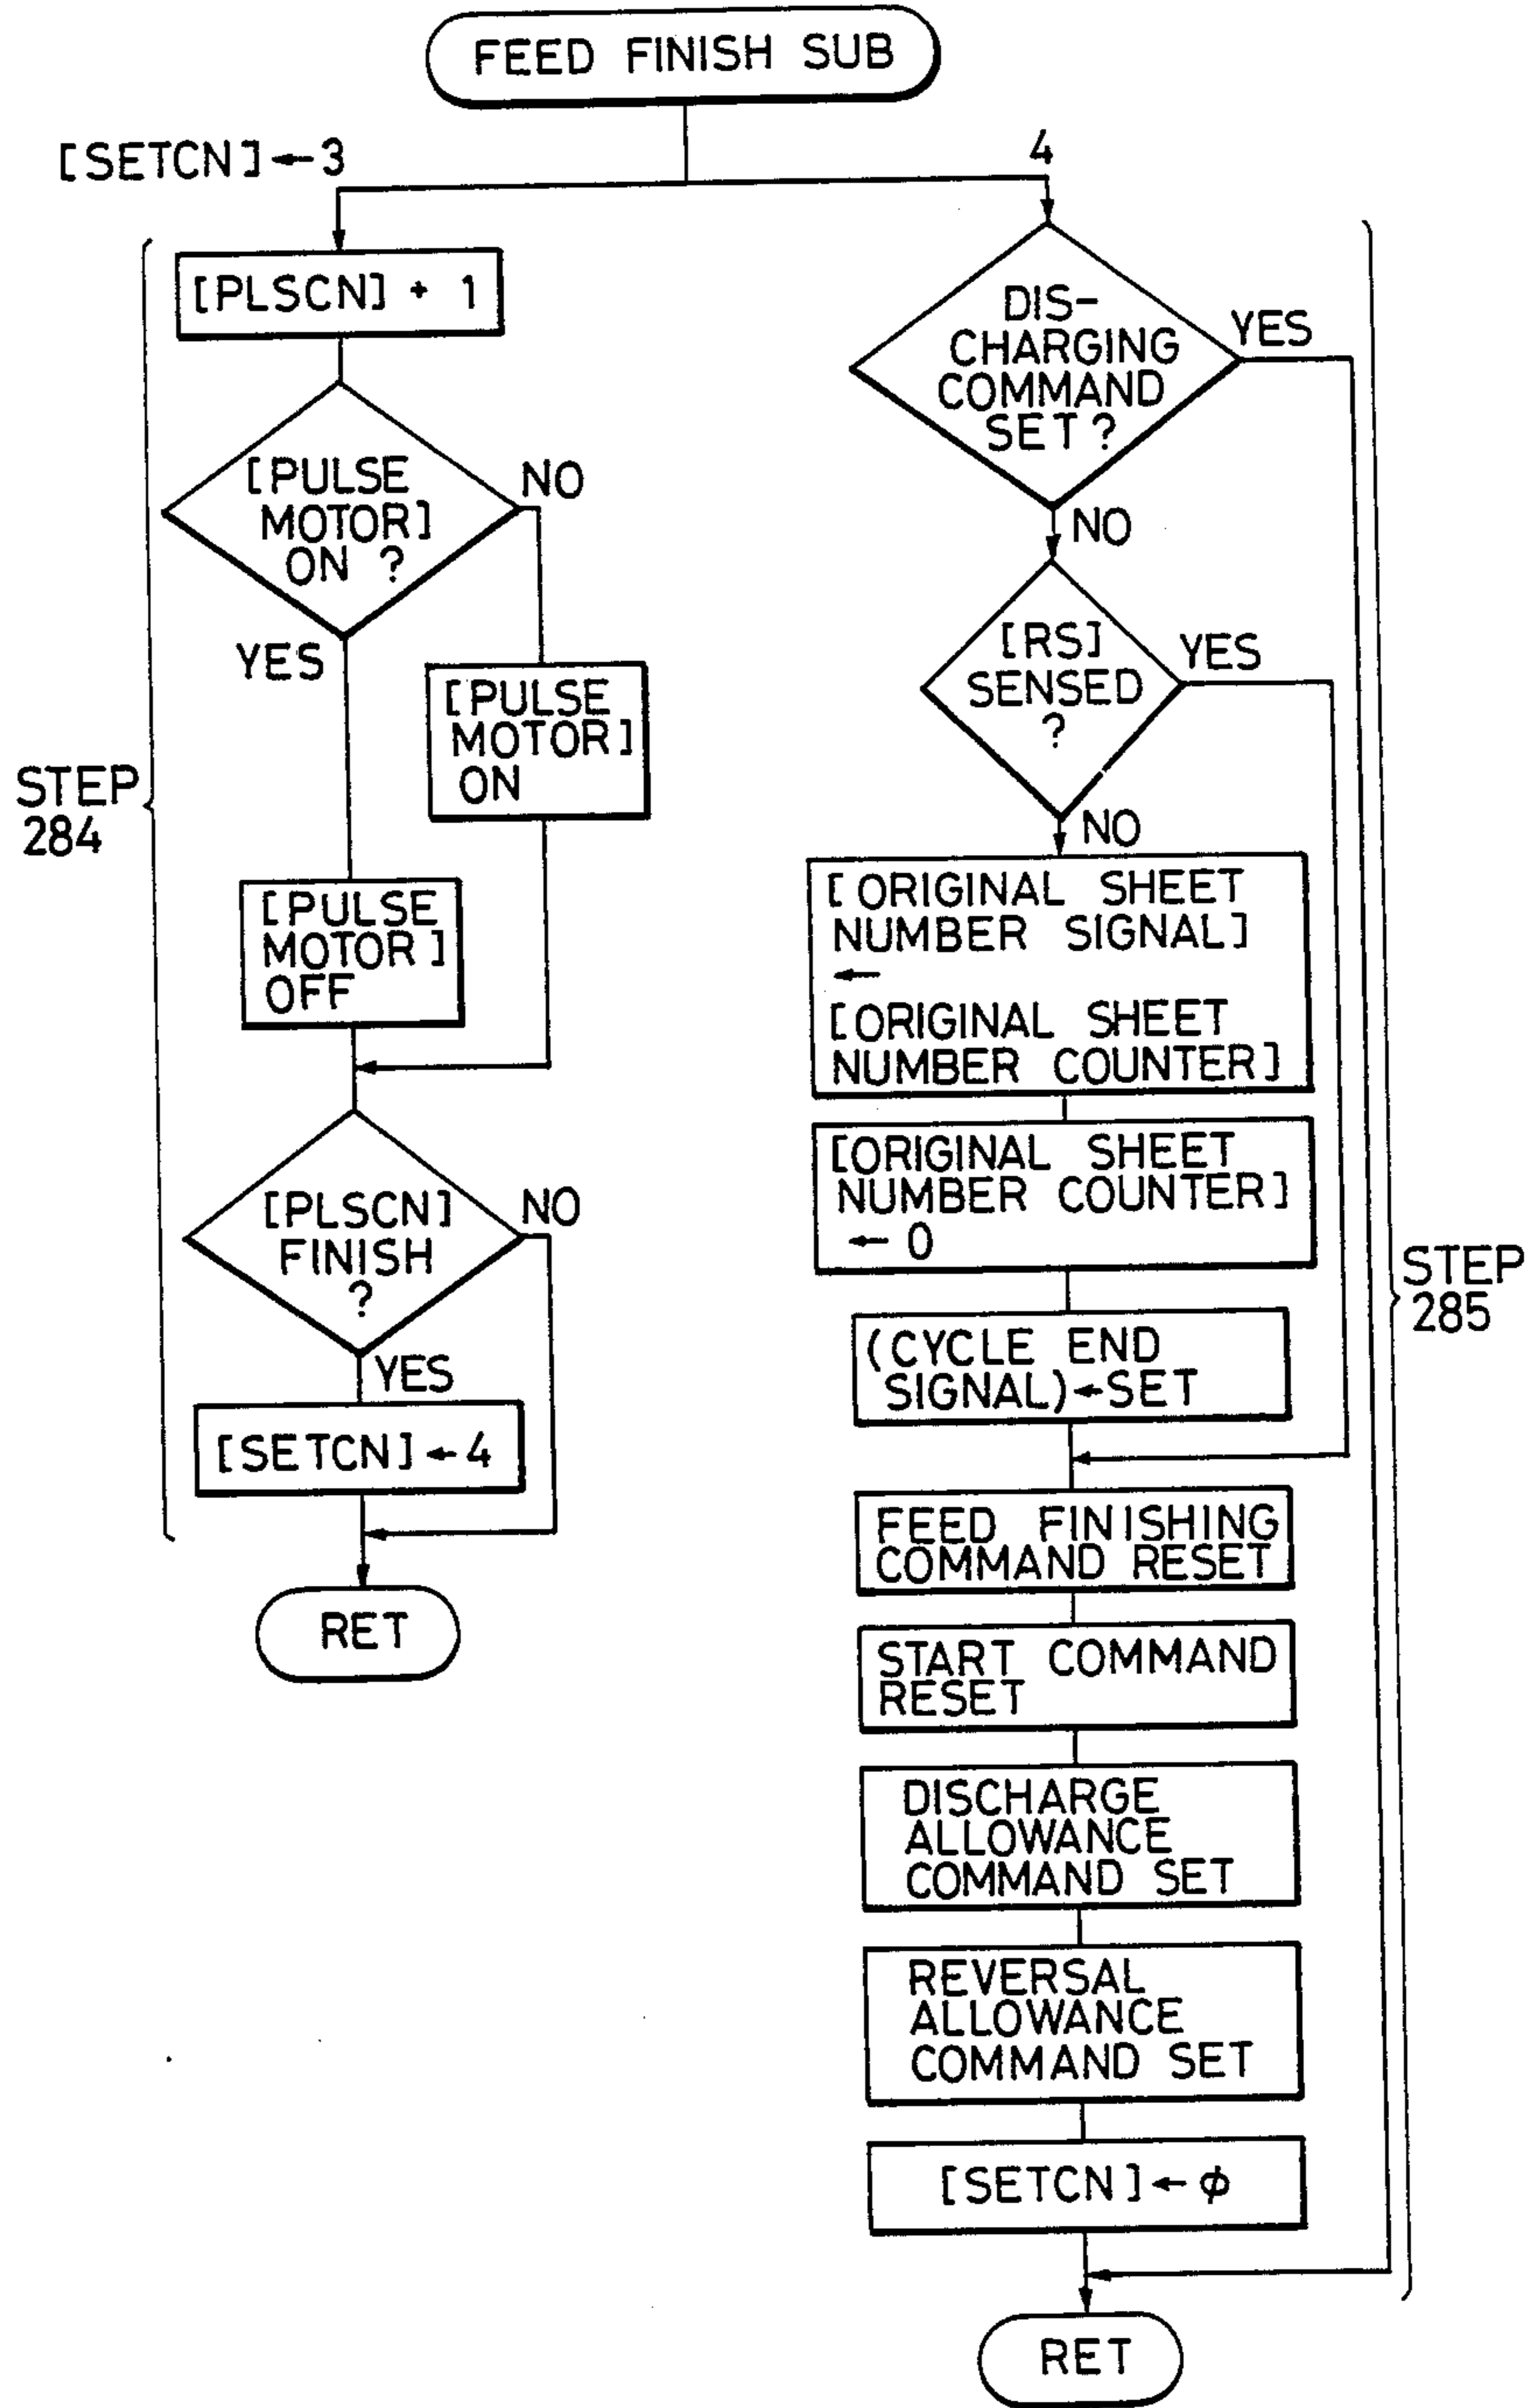 FEED FINISH SUB
[SETCN]←3
4
[PLSCN] + 1
[PULSE
MOTOR]
ON ?
NO
YES
[PULSE
MOTOR]
ON
STEP
284
[PULSE
MOTOR]
OFF
[PLSCN]
FINISH
?
NO
YES
[SETCN]←4
RET
DIS-
CHARGING
COMMAND
SET?
YES
NO
[RS]
SENSED
?
YES
NO
[ORIGINAL SHEET
NUMBER SIGNAL]
←
[ORIGINAL SHEET
NUMBER COUNTER]
[ORIGINAL SHEET
NUMBER COUNTER]
← 0
(CYCLE END
SIGNAL)←SET
STEP
285
FEED FINISHING
COMMAND RESET
START COMMAND
RESET
DISCHARGE
ALLOWANCE
COMMAND SET
REVERSAL
ALLOWANCE
COMMAND SET
[SETCN]←ϕ
RET